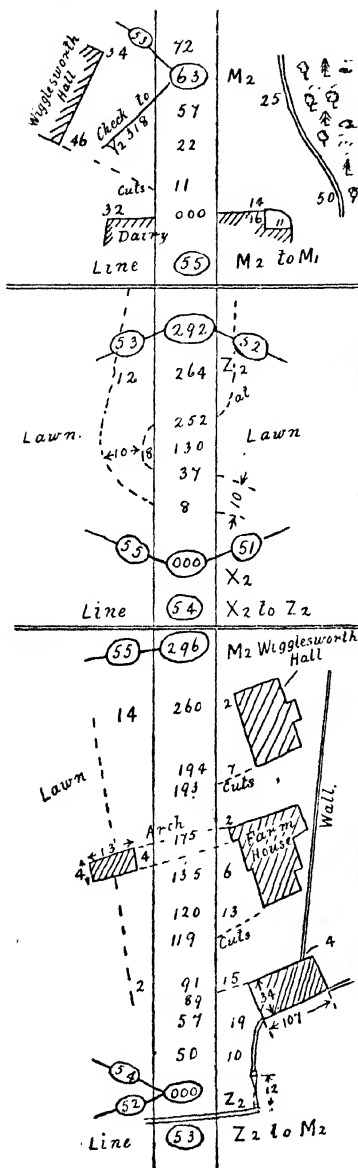 53 72
34 63 M2
Wigglesworth Hall
57 25
Check to Y2 318
46 22
Cuts 11 50
32 000 14 16 11
Dairy
Line 55 M2 to M1
53 292 52
12 264 Z2
252 at
Lawn. 130 Lawn
←10→ 18
37
8 10
55 000 51
X2
Line 54 X2 to Z2
55 296 M2 Wigglesworth Hall
14 260 2
Lawn 194 7
193 Cuts
Wall.
Arch 175 2
13 Farm House
4 4 135 6
120 13
119 Cuts
2 91 15 4
89 34
57 19 107
50 10
54
52 000 Z2 12
Line 53 Z2 to M2